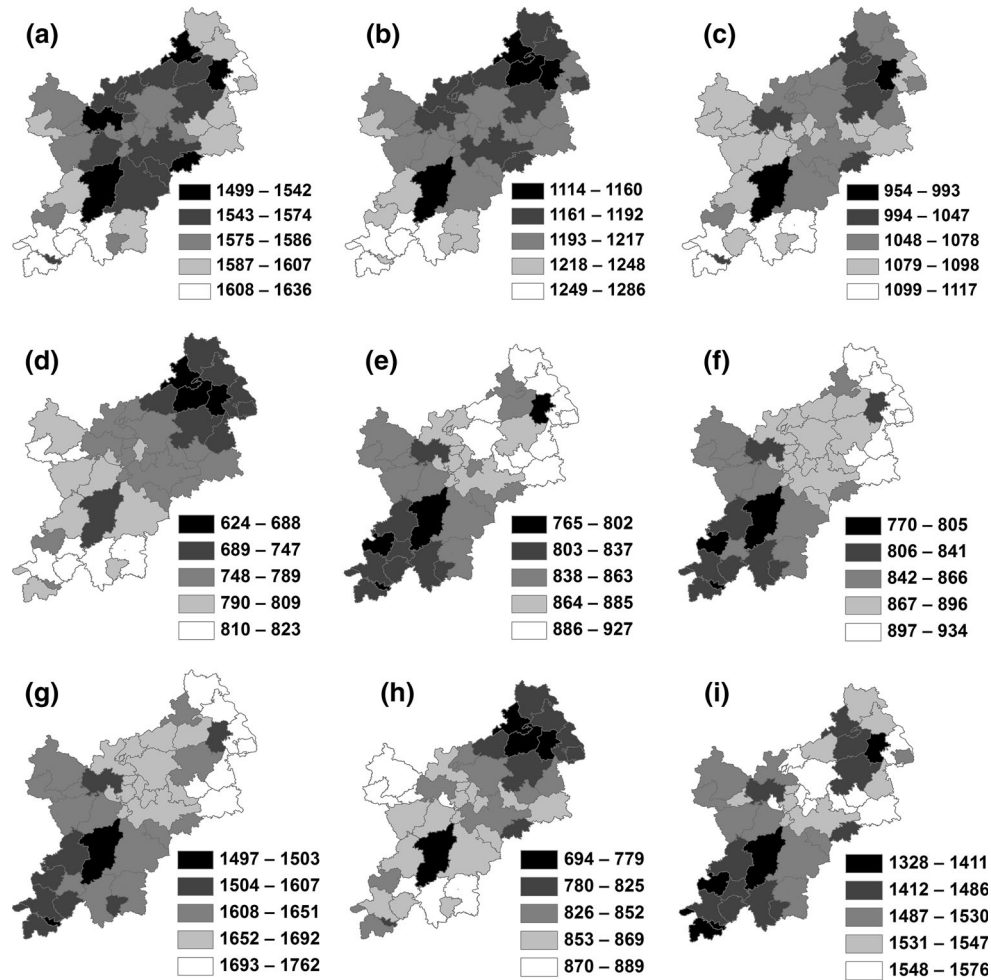 (a)
1499 – 1542
1543 – 1574
1575 – 1586
1587 – 1607
1608 – 1636
(b)
1114 – 1160
1161 – 1192
1193 – 1217
1218 – 1248
1249 – 1286
(c)
954 – 993
994 – 1047
1048 – 1078
1079 – 1098
1099 – 1117
(d)
624 – 688
689 – 747
748 – 789
790 – 809
810 – 823
(e)
765 – 802
803 – 837
838 – 863
864 – 885
886 – 927
(f)
770 – 805
806 – 841
842 – 866
867 – 896
897 – 934
(g)
1497 – 1503
1504 – 1607
1608 – 1651
1652 – 1692
1693 – 1762
(h)
694 – 779
780 – 825
826 – 852
853 – 869
870 – 889
(i)
1328 – 1411
1412 – 1486
1487 – 1530
1531 – 1547
1548 – 1576